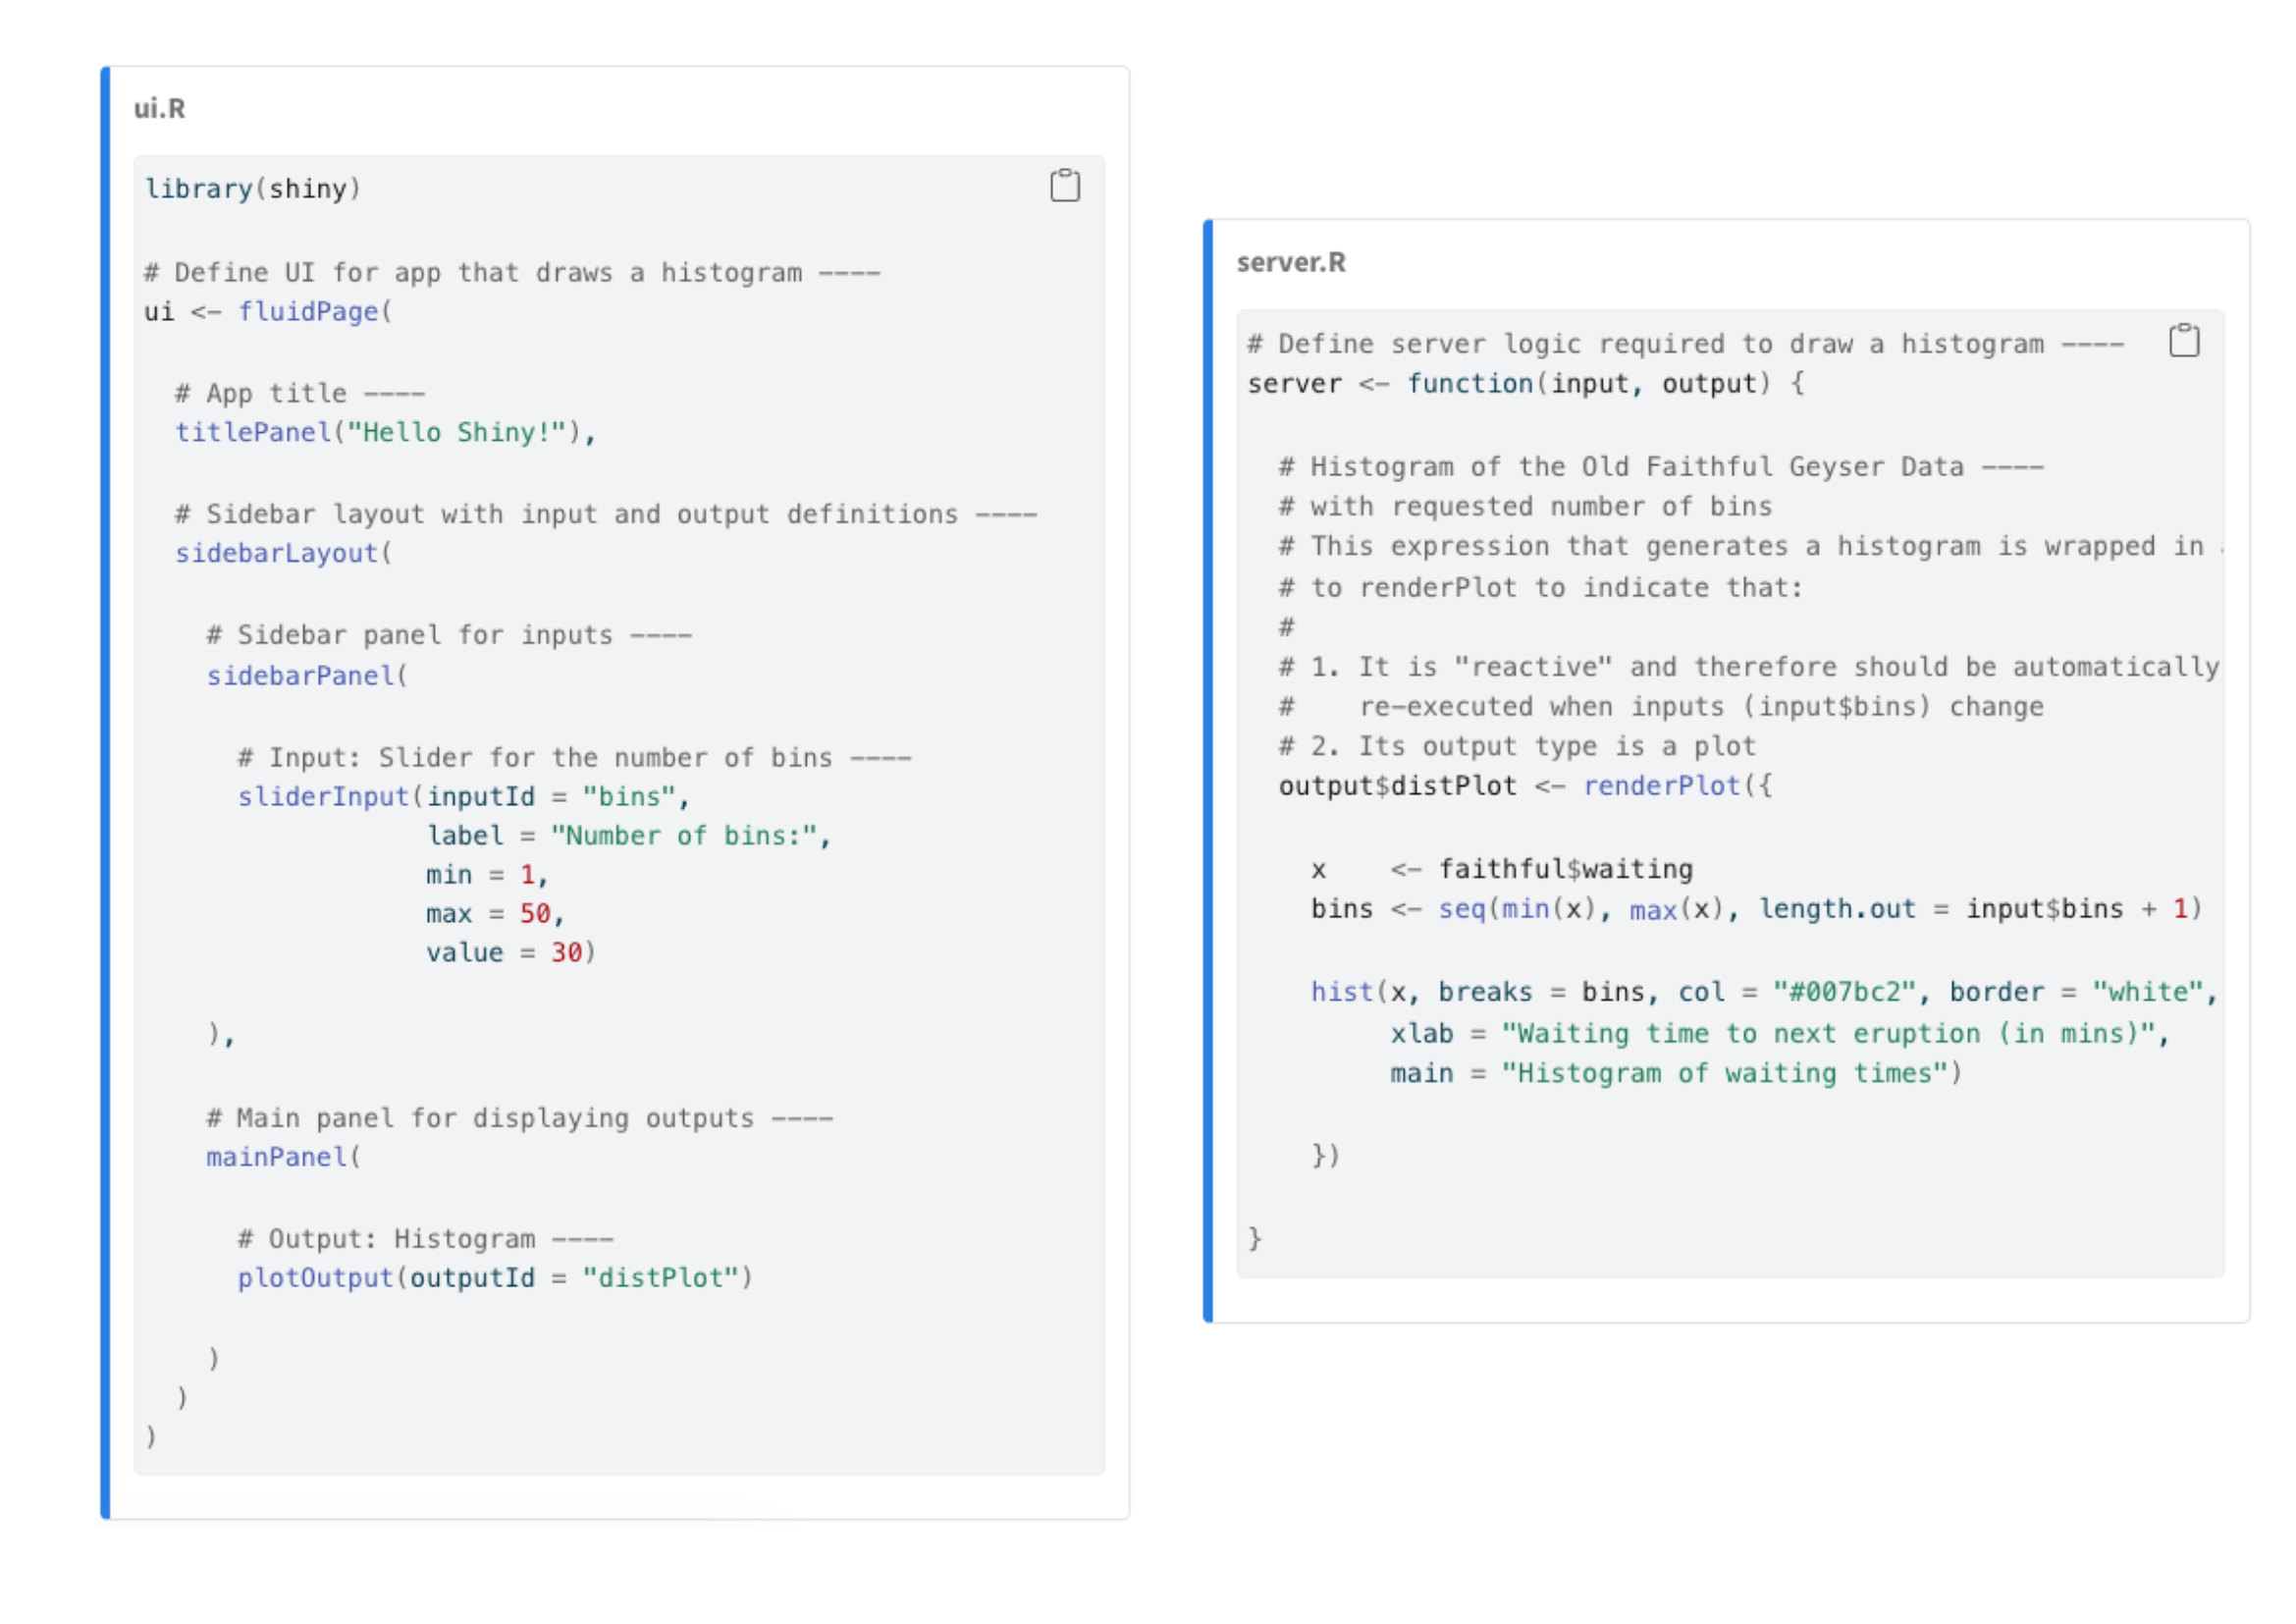 ui.R
library(shiny)
# Define UI for app that draws a histogram ----
ui <- fluidPage(
  # App title ----
  titlePanel("Hello Shiny!"),
  # Sidebar layout with input and output definitions ----
  sidebarLayout(
    # Sidebar panel for inputs ----
    sidebarPanel(
      # Input: Slider for the number of bins ----
      sliderInput(inputId = "bins",
                  label = "Number of bins:",
                  min = 1,
                  max = 50,
                  value = 30)
    ),
    # Main panel for displaying outputs ----
    mainPanel(
      # Output: Histogram ----
      plotOutput(outputId = "distPlot")
    )
  )
)
server.R
# Define server logic required to draw a histogram ----
server <- function(input, output) {
  # Histogram of the Old Faithful Geyser Data ----
  # with requested number of bins
  # This expression that generates a histogram is wrapped in
  # to renderPlot to indicate that:
  #
  # 1. It is "reactive" and therefore should be automatically
  #    re-executed when inputs (input$bins) change
  # 2. Its output type is a plot
  output$distPlot <- renderPlot({
    x    <- faithful$waiting
    bins <- seq(min(x), max(x), length.out = input$bins + 1)
    hist(x, breaks = bins, col = "#007bc2", border = "white",
         xlab = "Waiting time to next eruption (in mins)",
         main = "Histogram of waiting times")
    })
}